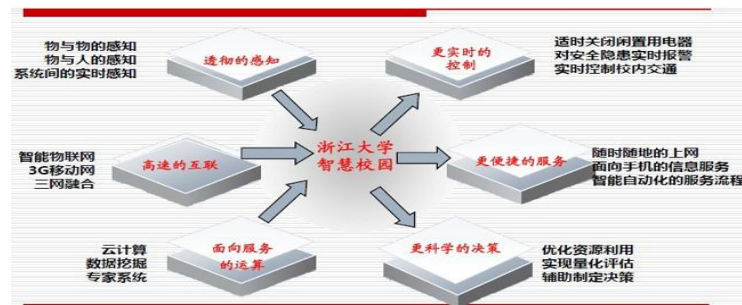 物与物的感知
物与人的感知
系统间的实时感知
透彻的感知
更实时的
控制
适时关闭闲置用电器
对安全隐患实时报警
实时控制校内交通
智能物联网
3G移动网
三网融合
高速的互联
浙江大学
智慧校园
更便捷的服务
随时随地的上网
面向手机的信息服务
智能自动化的服务流程
云计算
数据挖掘
专家系统
面向服务
的运算
更科学的决策
优化资源利用
实现量化评估
辅助制定决策